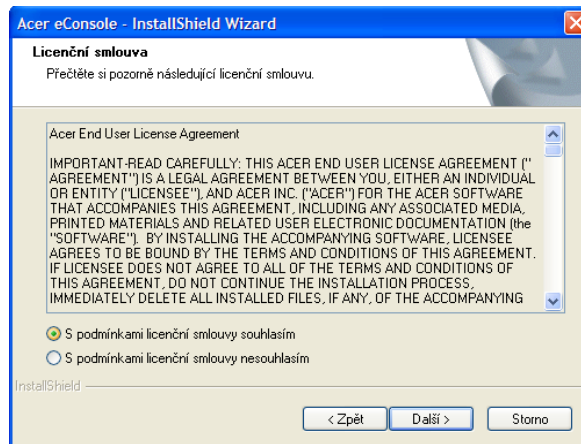 Acer eConsole - InstallShield Wizard
Licenční smlouva
Přečtěte si pozorně následující licenční smlouvu.
Acer End User License Agreement
IMPORTANT-READ CAREFULLY: THIS ACER END USER LICENSE AGREEMENT ("
AGREEMENT") IS A LEGAL AGREEMENT BETWEEN YOU, EITHER AN INDIVIDUAL
OR ENTITY ("LICENSEE"), AND ACER INC. ("ACER") FOR THE ACER SOFTWARE
THAT ACCOMPANIES THIS AGREEMENT, INCLUDING ANY ASSOCIATED MEDIA,
PRINTED MATERIALS AND RELATED USER ELECTRONIC DOCUMENTATION (the
"SOFTWARE").  BY INSTALLING THE ACCOMPANYING SOFTWARE, LICENSEE
AGREES TO BE BOUND BY THE TERMS AND CONDITIONS OF THIS AGREEMENT.
IF LICENSEE DOES NOT AGREE TO ALL OF THE TERMS AND CONDITIONS OF
THIS AGREEMENT, DO NOT CONTINUE THE INSTALLATION PROCESS,
IMMEDIATELY DELETE ALL INSTALLED FILES, IF ANY, OF THE ACCOMPANYING
S podmínkami licenční smlouvy souhlasím
S podmínkami licenční smlouvy nesouhlasím
InstallShield
< Zpět Další > Storno